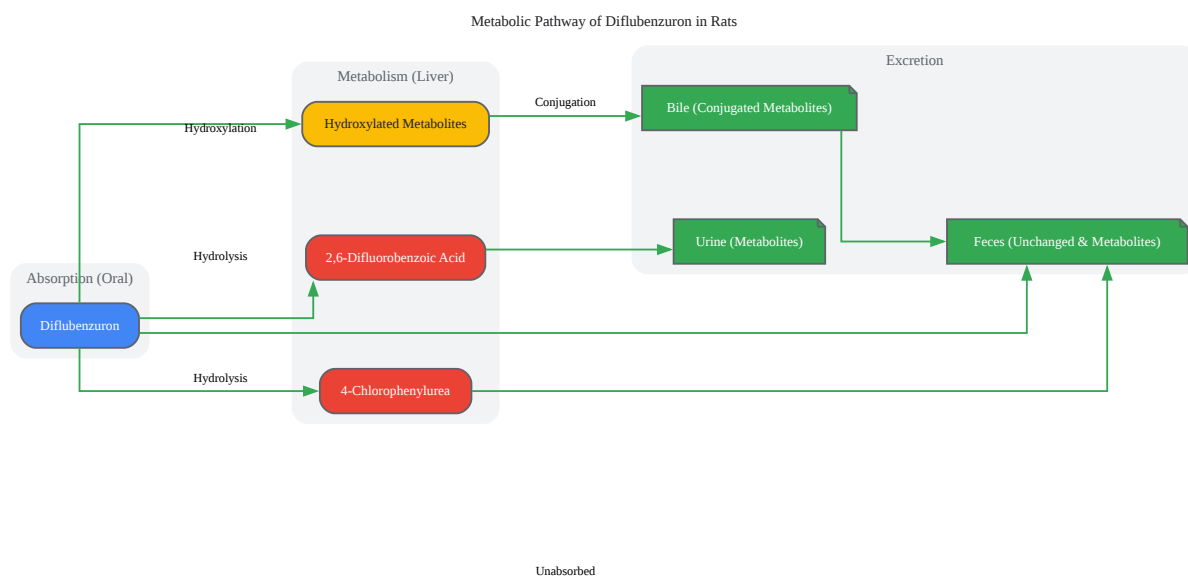 Metabolic Pathway of Diflubenzuron in Rats
Excretion
Metabolism (Liver)
Conjugation
Bile (Conjugated Metabolites)
Hydroxylation
Hydroxylated Metabolites
Urine (Metabolites)
Feces (Unchanged & Metabolites)
Hydrolysis
2,6-Difluorobenzoic Acid
Absorption (Oral)
Diflubenzuron
Hydrolysis
4-Chlorophenylurea
Unabsorbed